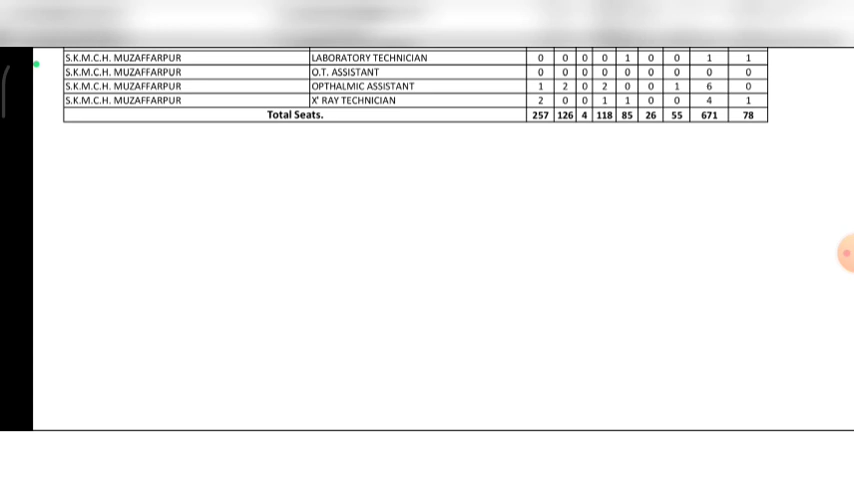 S.K.M.C.H. MUZAFFARPUR LABORATORY TECHNICIAN 0 0 0 0 1 0 0 1 1
S.K.M.C.H. MUZAFFARPUR O.T. ASSISTANT 0 0 0 0 0 0 0 0 0
S.K.M.C.H. MUZAFFARPUR OPTHALMIC ASSISTANT 1 2 0 2 0 0 1 6 0
S.K.M.C.H. MUZAFFARPUR X' RAY TECHNICIAN 2 0 0 1 1 0 0 4 1
Total Seats. 257 126 4 118 85 26 55 671 78